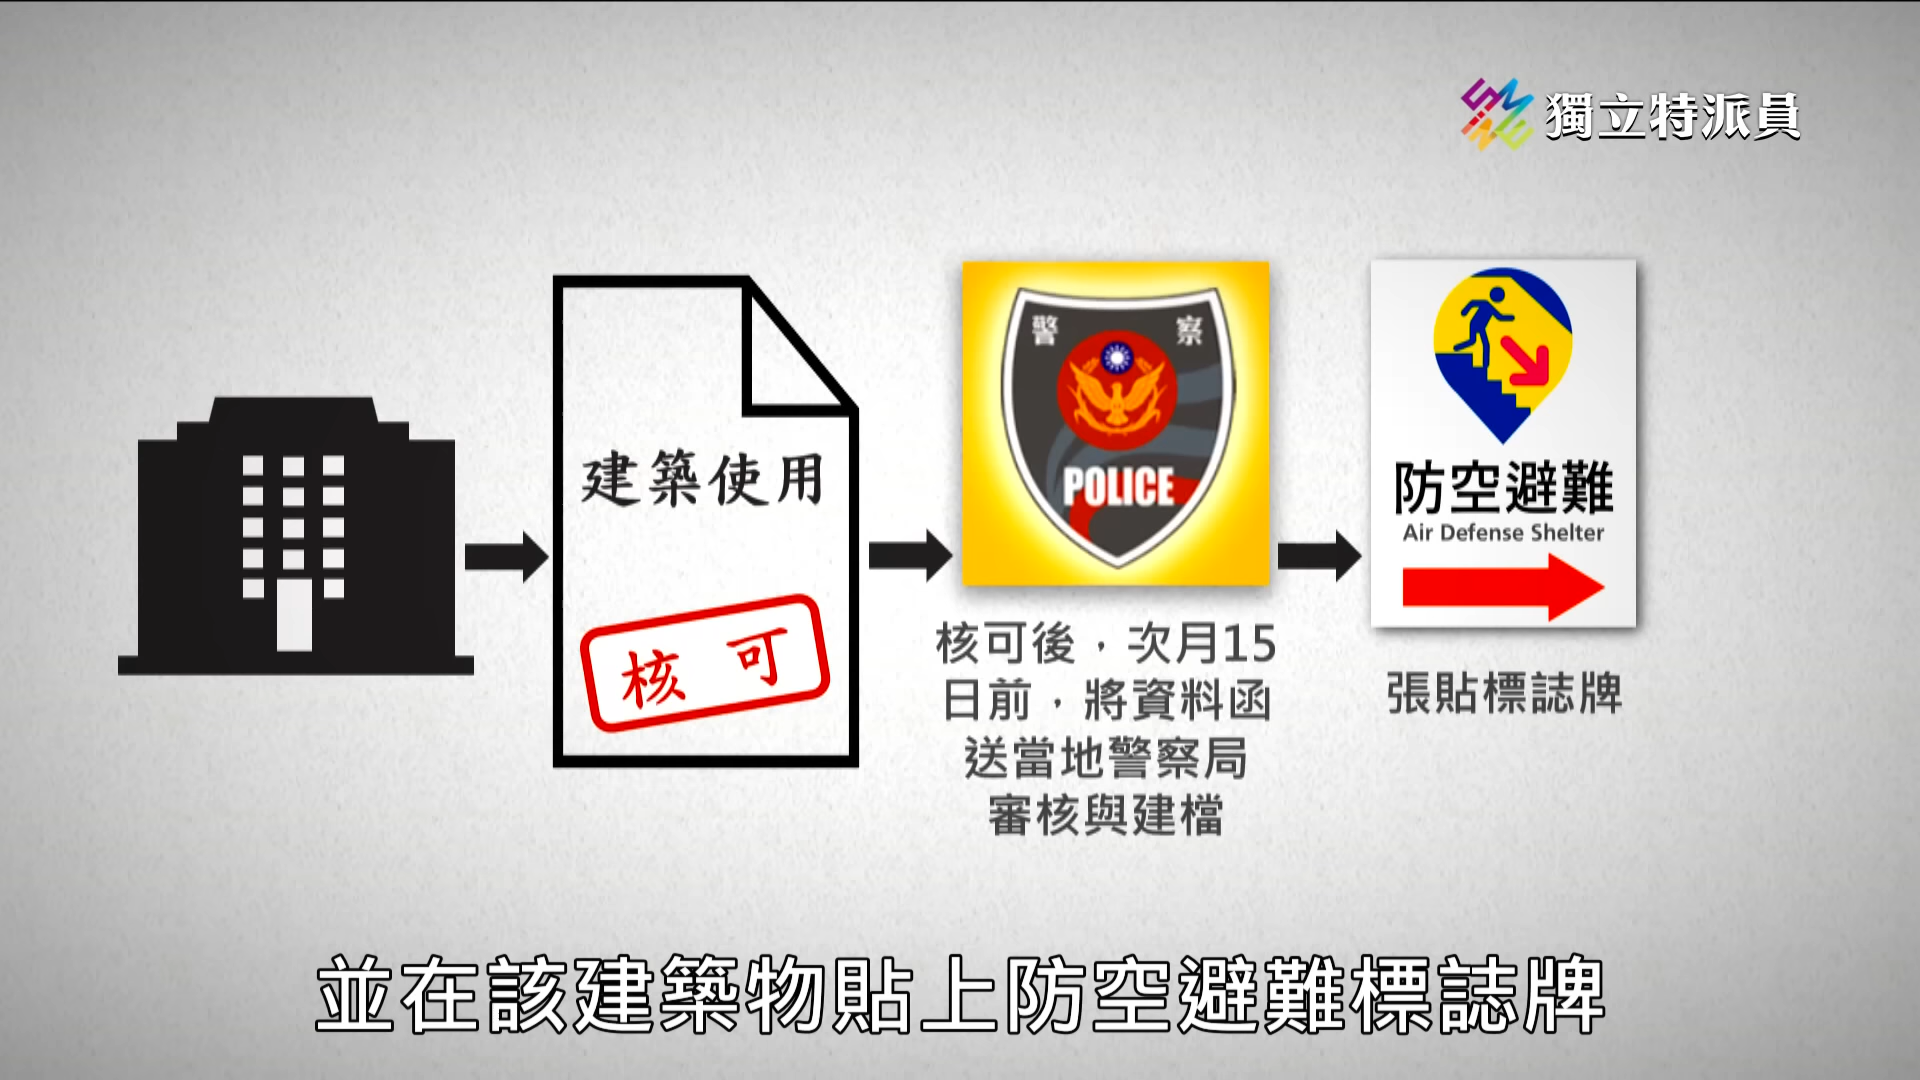 獨立特派員
建築使用
核可
警察
POLICE
核可後，次月15
日前，將資料函
送當地警察局
審核與建檔
防空避難
Air Defense Shelter
張貼標誌牌
並在該建築物貼上防空避難標誌牌